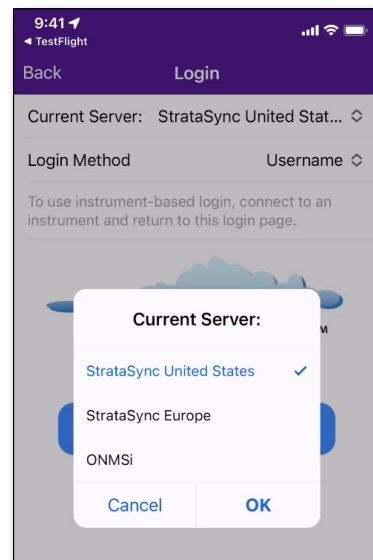 9:41
◀ TestFlight
Back
Login
Current Server: StrataSync United Stat...
Login Method Username
To use instrument-based login, connect to an
instrument and return to this login page.
M
Current Server:
StrataSync United States
StrataSync Europe
ONMSi
Cancel OK